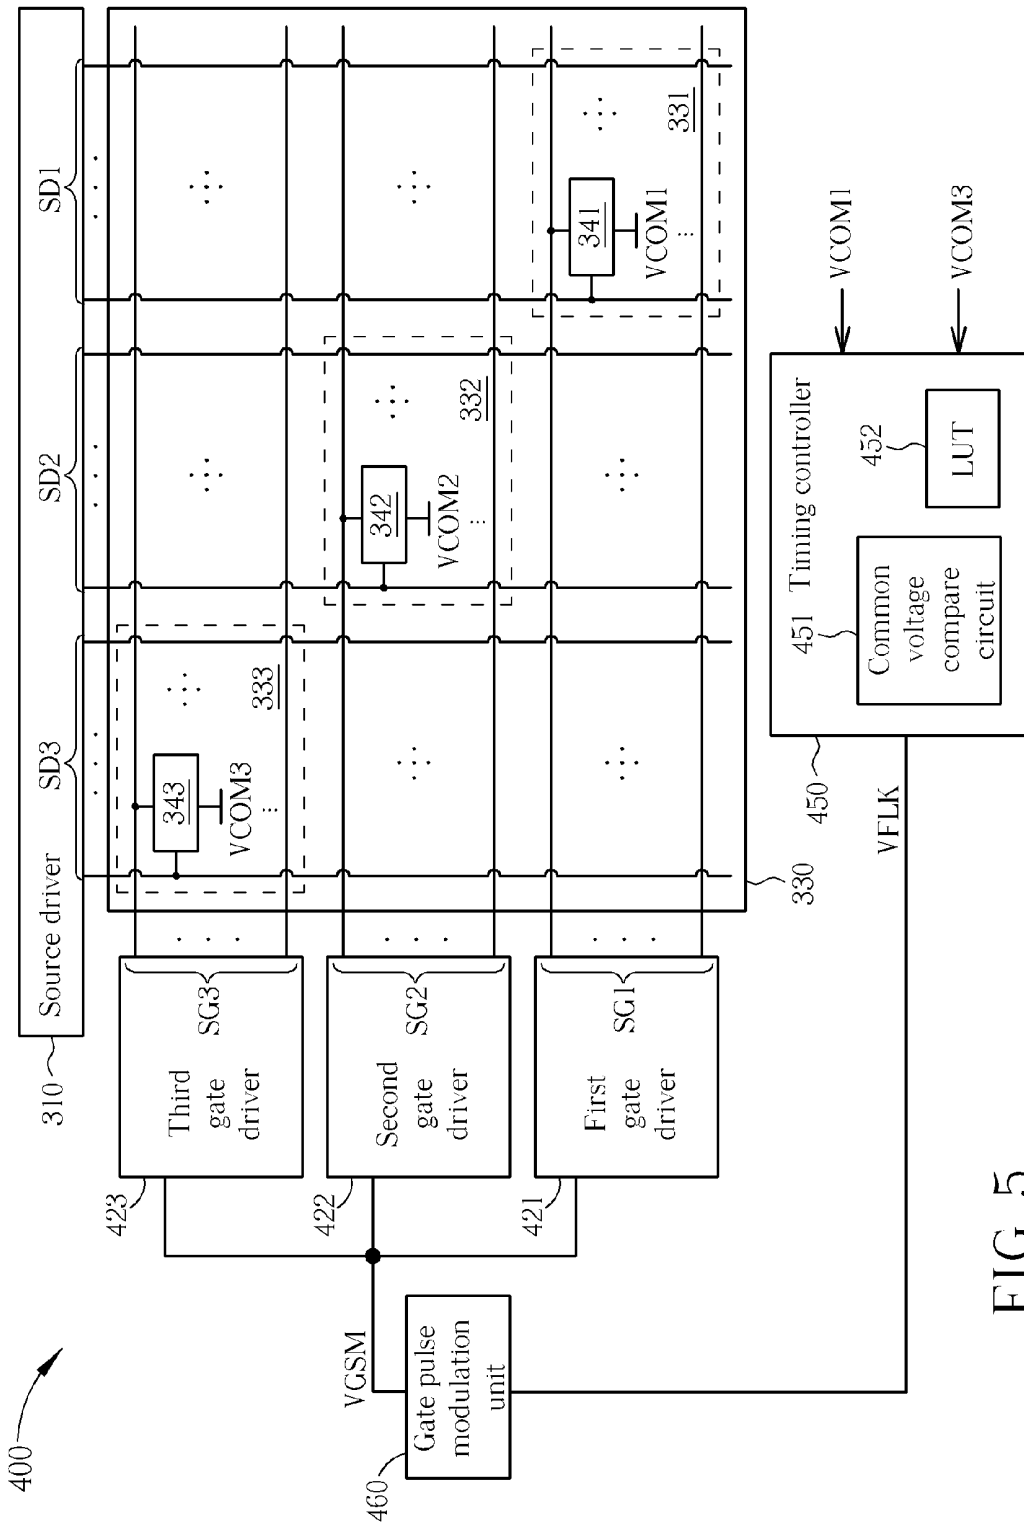 400
310
Source driver
SD3
SD2
SD1
423
Third
gate
driver
SG3
343
VCOM3
333
422
Second
gate
driver
SG2
342
VCOM2
332
421
First
gate
driver
SG1
341
VCOM1
331
330
VGSM
460
Gate pulse
modulation
unit
VFLK
450
Timing controller
451
Common
voltage
compare
circuit
452
LUT
VCOM1
VCOM3
FIG. 5